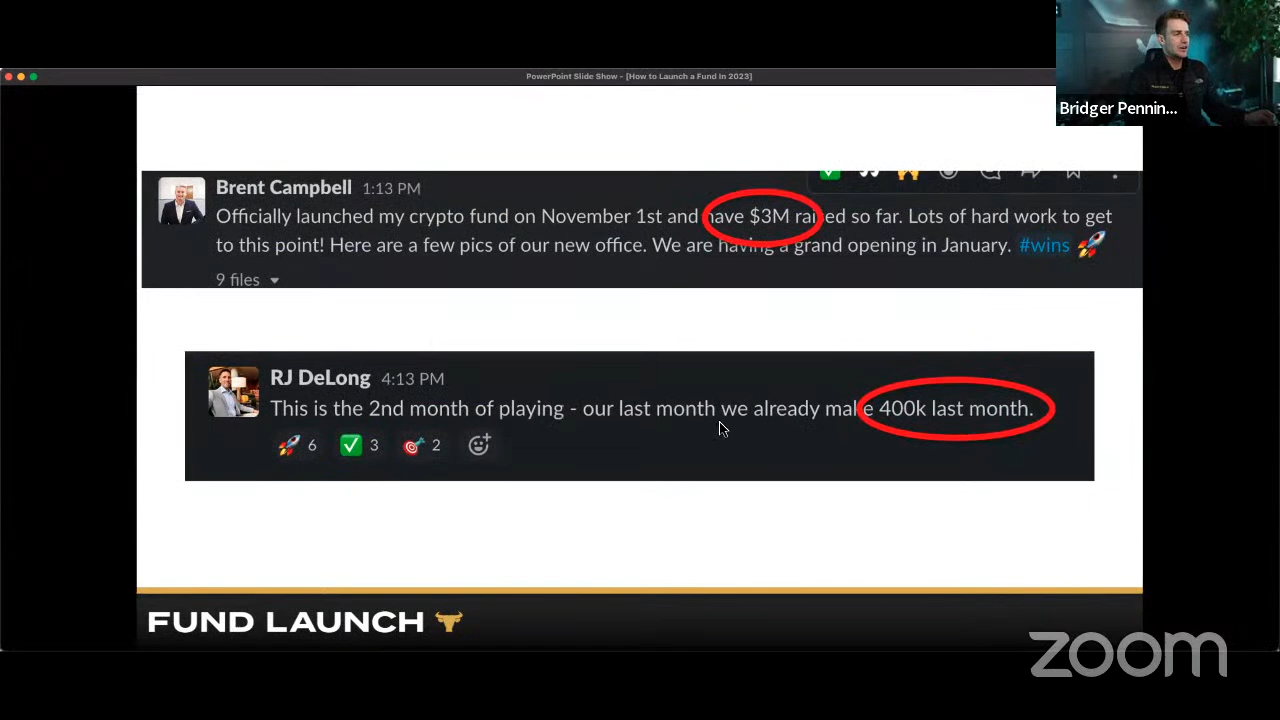 PowerPoint Slide Show - [How to Launch a Fund In 2023]
Bridger Pennin...
Brent Campbell 1:13 PM
Officially launched my crypto fund on November 1st and have $3M raised so far. Lots of hard work to get
to this point! Here are a few pics of our new office. We are having a grand opening in January. #wins
9 files
RJ DeLong 4:13 PM
This is the 2nd month of playing - our last month we already make 400k last month.
6 3 2
FUND LAUNCH
zoom